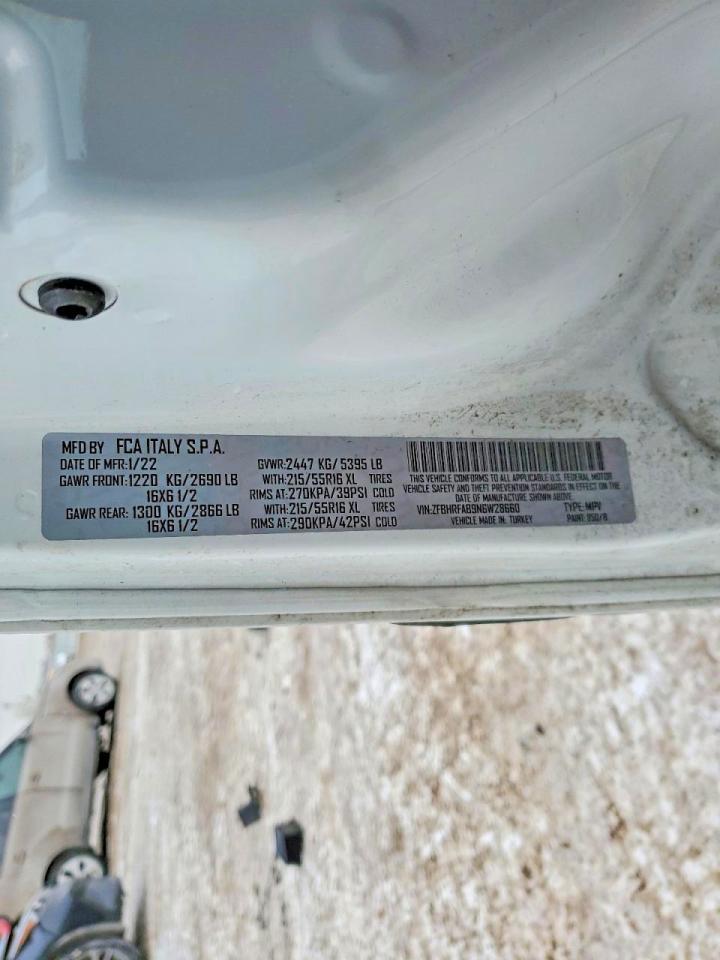 MFD BY FCA ITALY S.P.A.
DATE OF MFR:1/22 GVWR:2447 KG/ 5395 LB
GAWR FRONT:1220 KG/2690 LB WITH:215/55R16 XL TIRES
16X6 1/2 RIMS AT:270KPA/39PSI COLD
GAWR REAR:1300 KG/2866 LB WITH:215/55R16 XL TIRES
16X6 1/2 RIMS AT:290KPA/42PSI COLD
THIS VEHICLE CONFORMS TO ALL APPLICABLE U.S. FEDERAL MOTOR
VEHICLE SAFETY AND THEFT PREVENTION STANDARDS IN EFFECT ON THE
DATE OF MANUFACTURE SHOWN.
VIN:ZFBHRFAB9N6W28660 TYPE: MPV
VEHICLE MADE IN: TURKEY PAINT: 950/B